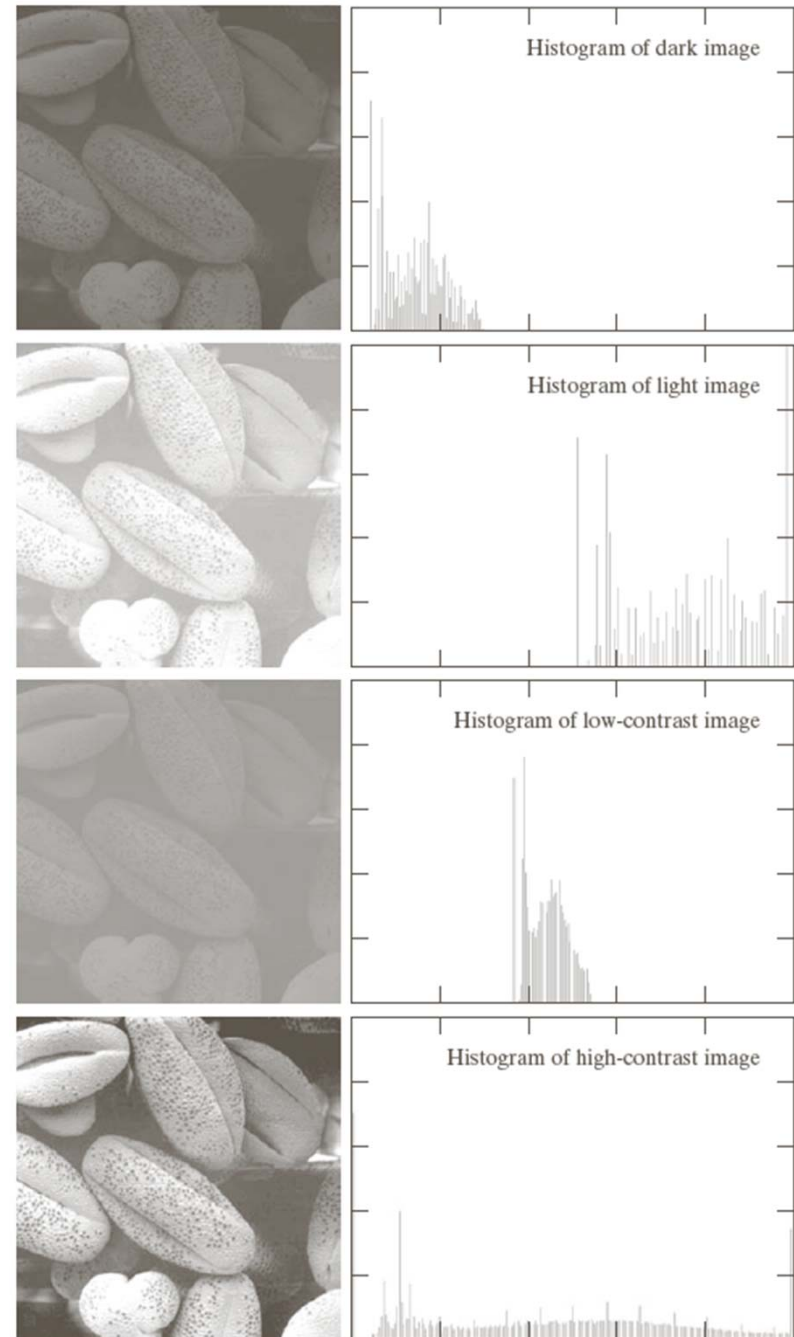 Histogram of dark image
Histogram of light image
Histogram of low-contrast image
Histogram of high-contrast image